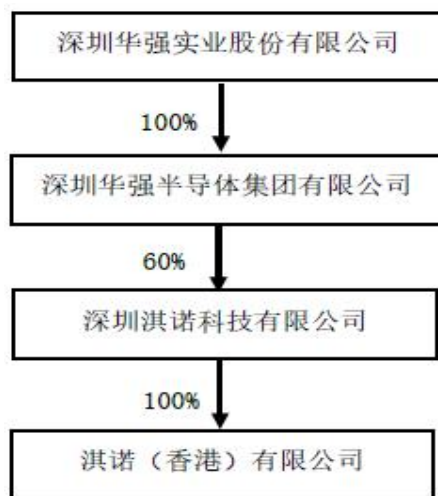 深圳华强实业股份有限公司
100%
深圳华强半导体集团有限公司
60%
深圳淇诺科技有限公司
100%
淇诺（香港）有限公司